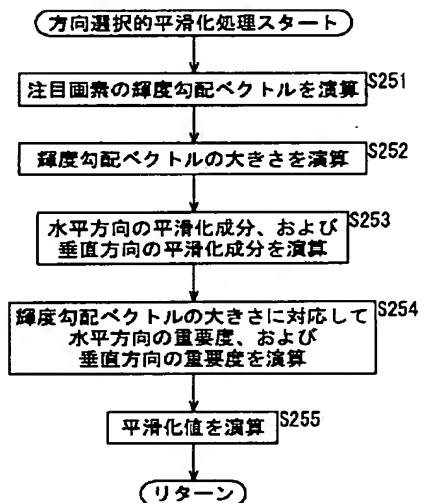 方向選択的平滑化処理スタート
注目画素の輝度勾配ベクトルを演算
S251
輝度勾配ベクトルの大きさを演算
S252
水平方向の平滑化成分、および
垂直方向の平滑化成分を演算
S253
輝度勾配ベクトルの大きさに対応して
水平方向の重要度、および
垂直方向の重要度を演算
S254
平滑化値を演算
S255
リターン